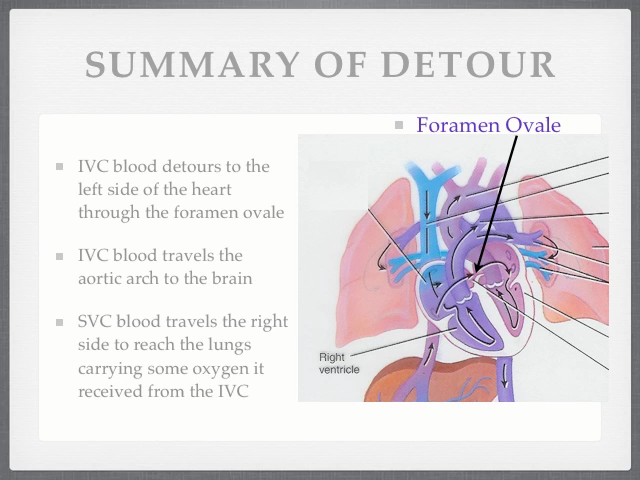 SUMMARY OF DETOUR
Foramen Ovale
IVC blood detours to the
left side of the heart
through the foramen ovale
IVC blood travels the
aortic arch to the brain
SVC blood travels the right
side to reach the lungs
carrying some oxygen it
received from the IVC
Right
ventricle